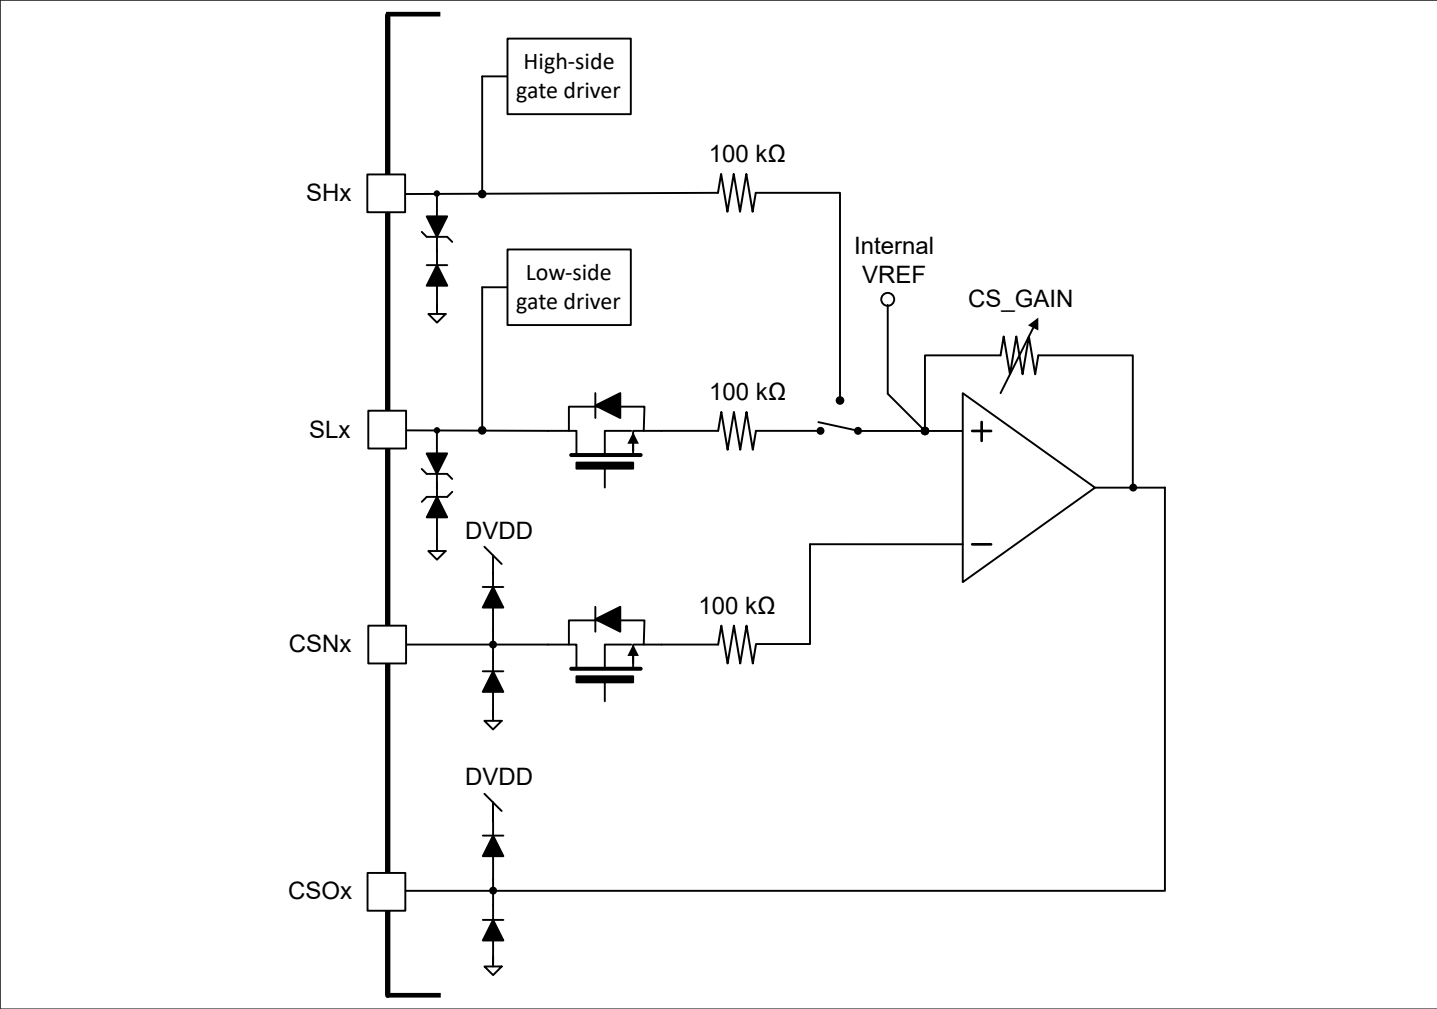 High-side
gate driver
100 kΩ
SHx
Internal
VREF
Low-side
gate driver
CS_GAIN
100 kΩ
SLx
+
−
DVDD
100 kΩ
CSNx
DVDD
CSOx